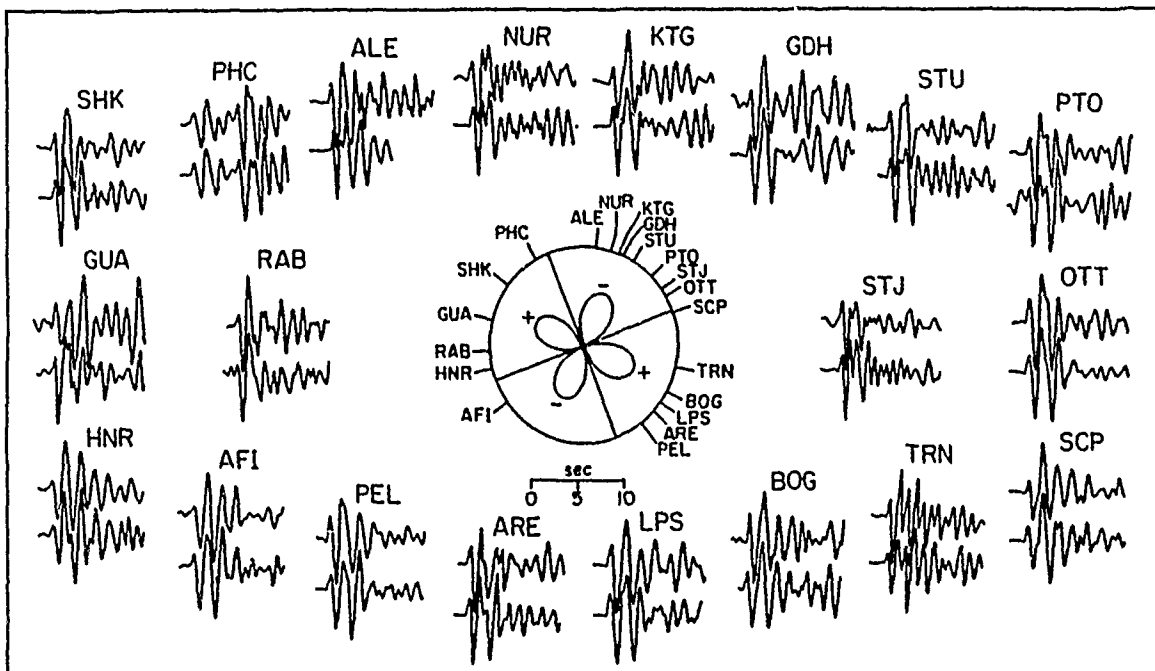 ALE NUR KTG GDH
PHC STU
SHK PTO
NUR
ALE KTG
GDH
PHC STU
GUA RAB PTO STJ OTT
SHK STJ
OTT
- SCP
GUA +
RAB TRN
HNR +
- BOG
AFI LPS
ARE
PEL
HNR SCP
AFI sec TRN
PEL 0 5 10 BOG
ARE LPS